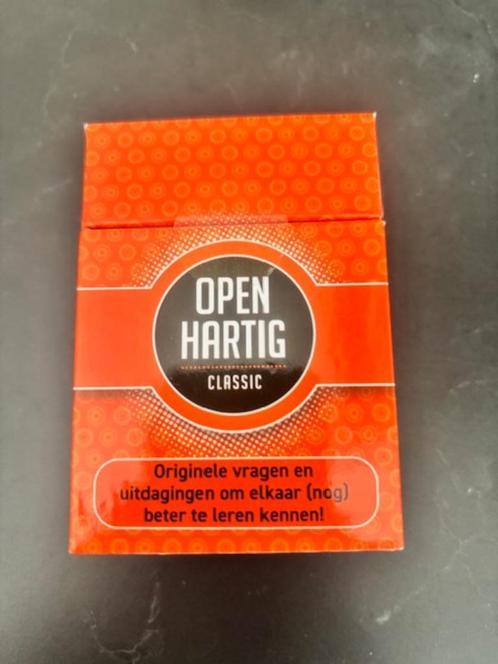 OPEN
HARTIG
CLASSIC
Originele vragen en
uitdagingen om elkaar (nog)
beter te leren kennen!